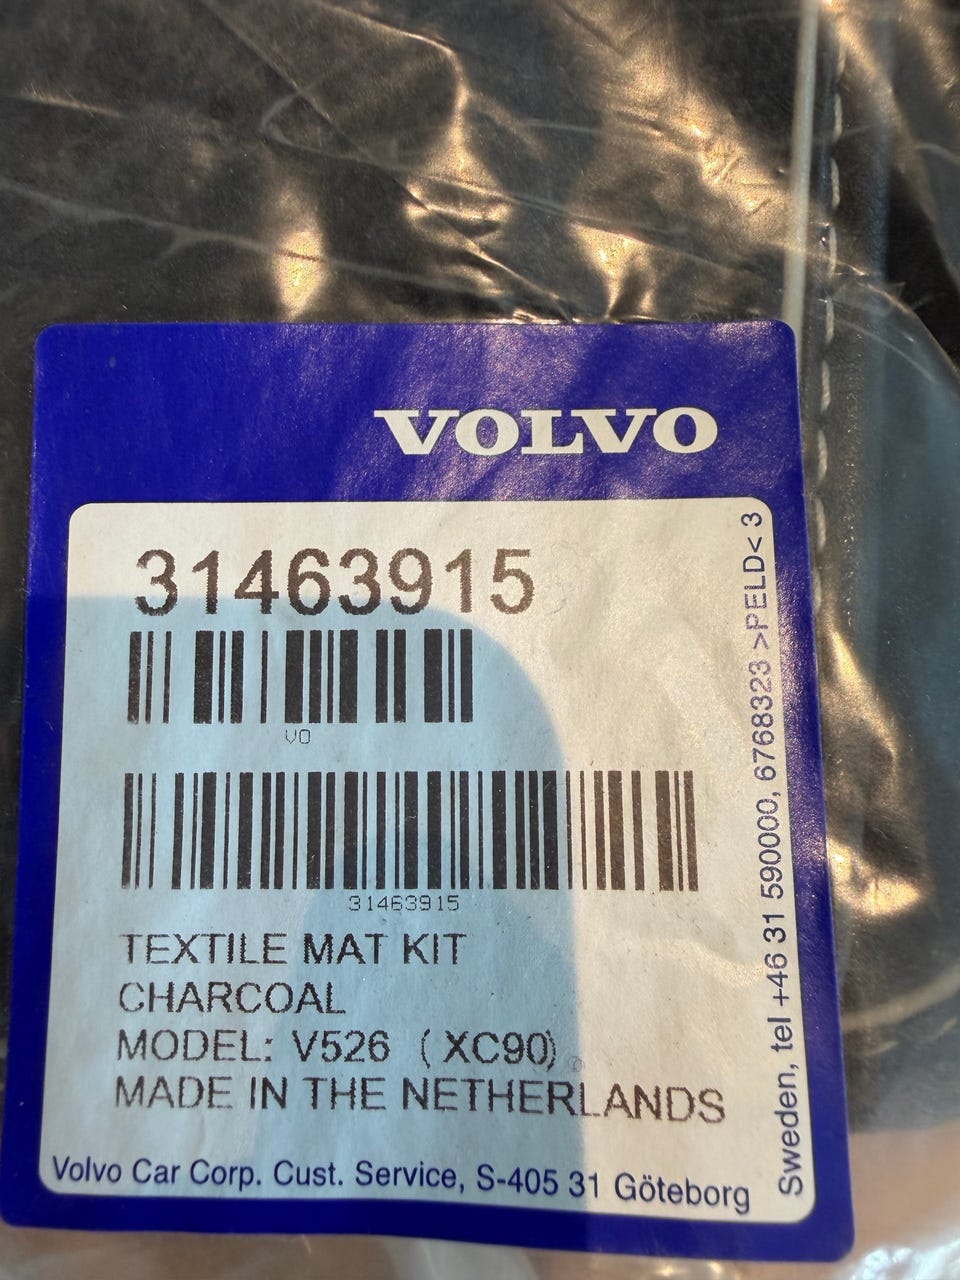 VOLVO
31463915
VO
31463915
TEXTILE MAT KIT
CHARCOAL
MODEL: V526 (XC90)
MADE IN THE NETHERLANDS
Volvo Car Corp. Cust. Service, S-405 31 Göteborg
Sweden, tel +46 31 590000, 6768323 >PELD< 3